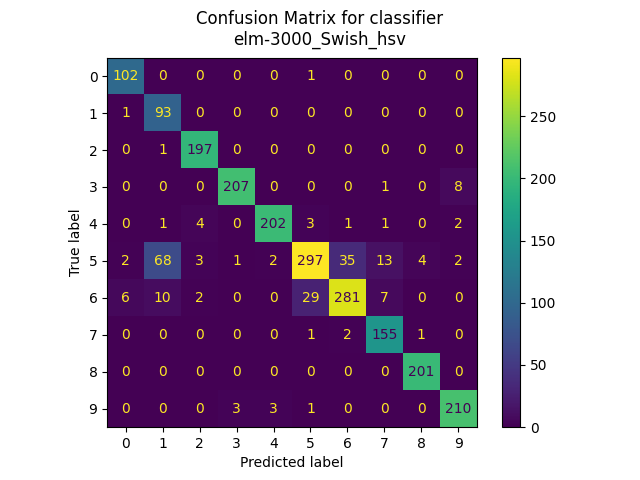 Confusion Matrix for classifier
elm-3000_Swish_hsv
0 102 0 0 0 0 1 0 0 0 0
1 1 93 0 0 0 0 0 0 0 0
2 0 1 197 0 0 0 0 0 0 0
3 0 0 0 207 0 0 0 1 0 8
4 0 1 4 0 202 3 1 1 0 2
5 2 68 3 1 2 297 35 13 4 2
6 6 10 2 0 0 29 281 7 0 0
7 0 0 0 0 0 1 2 155 1 0
8 0 0 0 0 0 0 0 0 201 0
9 0 0 0 3 3 1 0 0 0 210
0 1 2 3 4 5 6 7 8 9
Predicted label
True label
250
200
150
100
50
0